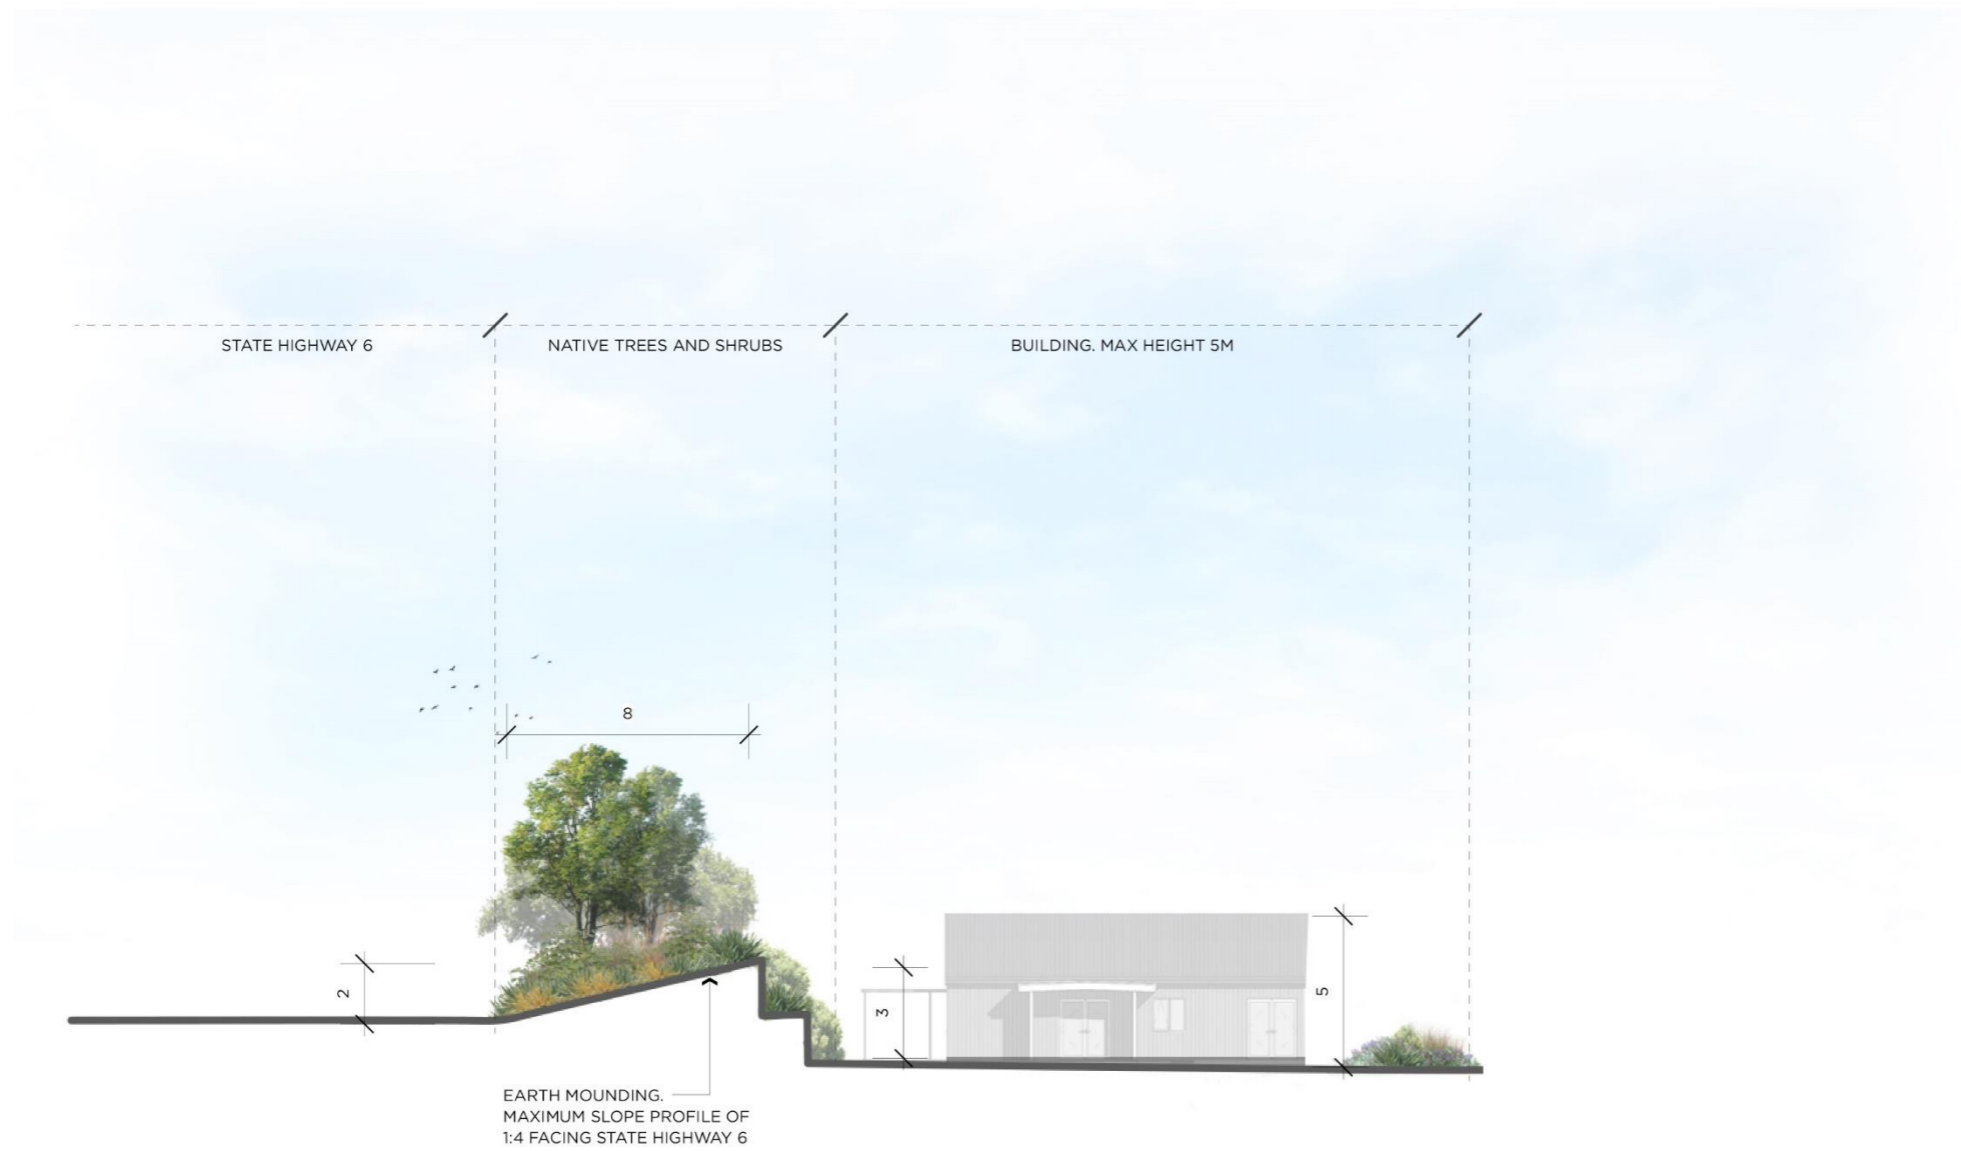 STATE HIGHWAY 6
NATIVE TREES AND SHRUBS
BUILDING. MAX HEIGHT 5M
8
2
3
5
EARTH MOUNDING.
MAXIMUM SLOPE PROFILE OF
1:4 FACING STATE HIGHWAY 6